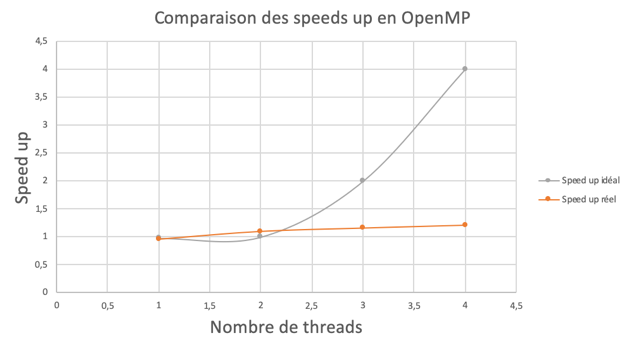 Comparaison des speeds up en OpenMP
4,5
4
3,5
3
2,5
2
1,5
1
0,5
0
Speed up
0 0,5 1 1,5 2 2,5 3 3,5 4 4,5
Nombre de threads
Speed up idéal
Speed up réel